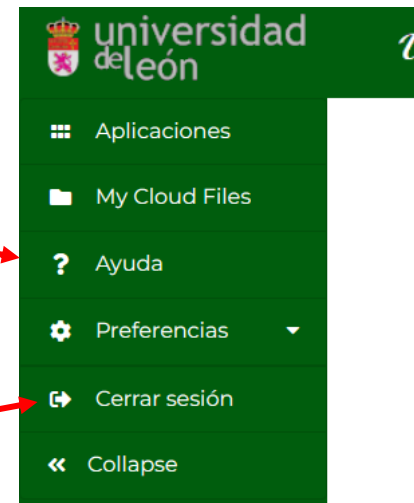 universidad
deleón
Aplicaciones
My Cloud Files
Ayuda
Preferencias
Cerrar sesión
Collapse